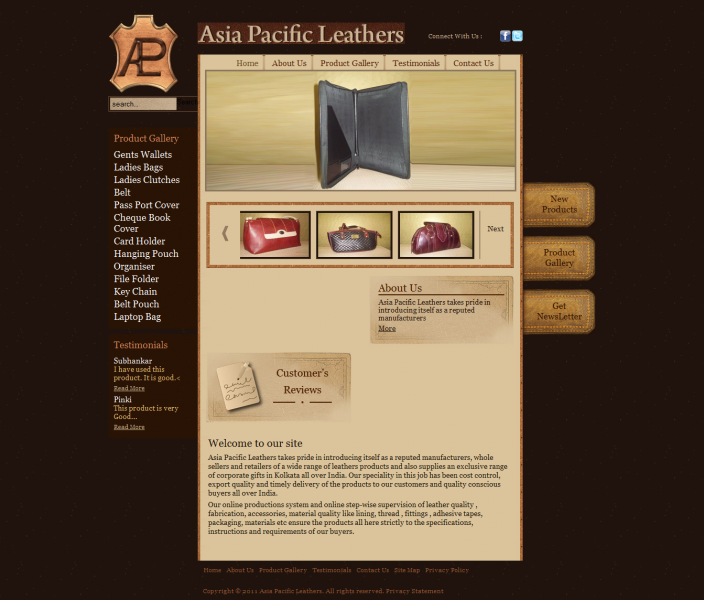 APL
Asia Pacific Leathers
Connect With Us :
search...
Home About Us Product Gallery Testimonials Contact Us
Product Gallery
Gents Wallets
Ladies Bags
Ladies Clutches
Belt
Pass Port Cover
Cheque Book
Cover
Card Holder
Hanging Pouch
Organiser
File Folder
Key Chain
Belt Pouch
Laptop Bag
Testimonials
Subhankar
I have used this
product. It is good.<
Read More
Pinki
This product is very
Good...
Read More
Next
About Us
Asia Pacific Leathers takes pride in
introducing itself as a reputed
manufacturers
More
Customer's
Reviews
Welcome to our site
Asia Pacific Leathers takes pride in introducing itself as a reputed manufacturers, whole
sellers and retailers of a wide range of leathers products and also supplies an exclusive range
of corporate gifts in Kolkata all over India. Our speciality in this job has been cost control,
export quality and timely delivery of the products to our customers and quality conscious
buyers all over India.
Our online productions system and online step-wise supervision of leather quality ,
fabrication, accessories, material quality like lining, thread , fittings , adhesive tapes,
packaging, materials etc ensure the products all here strictly to the specifications,
instructions and requirements of our buyers.
New
Products
Product
Gallery
Get
NewsLetter
Home About Us Product Gallery Testimonials Contact Us Site Map Privacy Policy
Copyright © 2011 Asia Pacific Leathers. All rights reserved. Privacy Statement